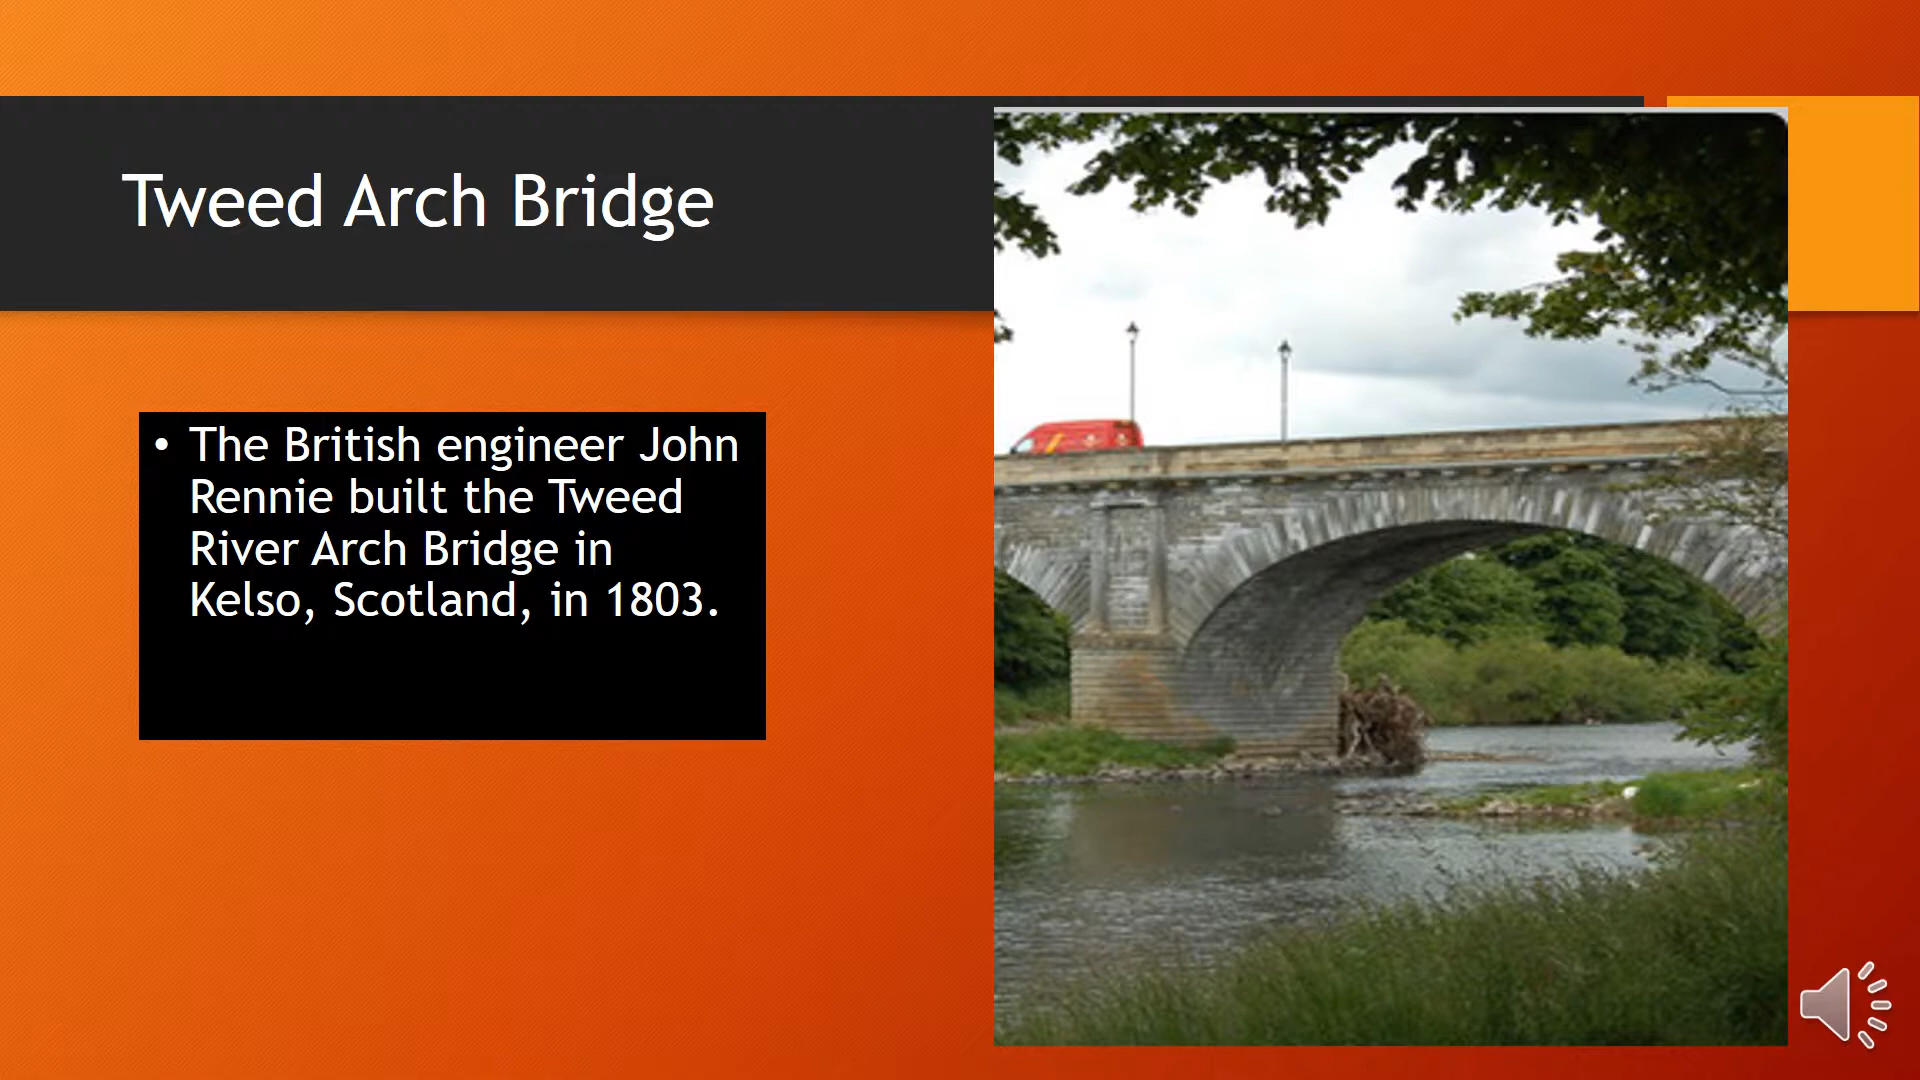 Tweed Arch Bridge
• The British engineer John
Rennie built the Tweed
River Arch Bridge in
Kelso, Scotland, in 1803.